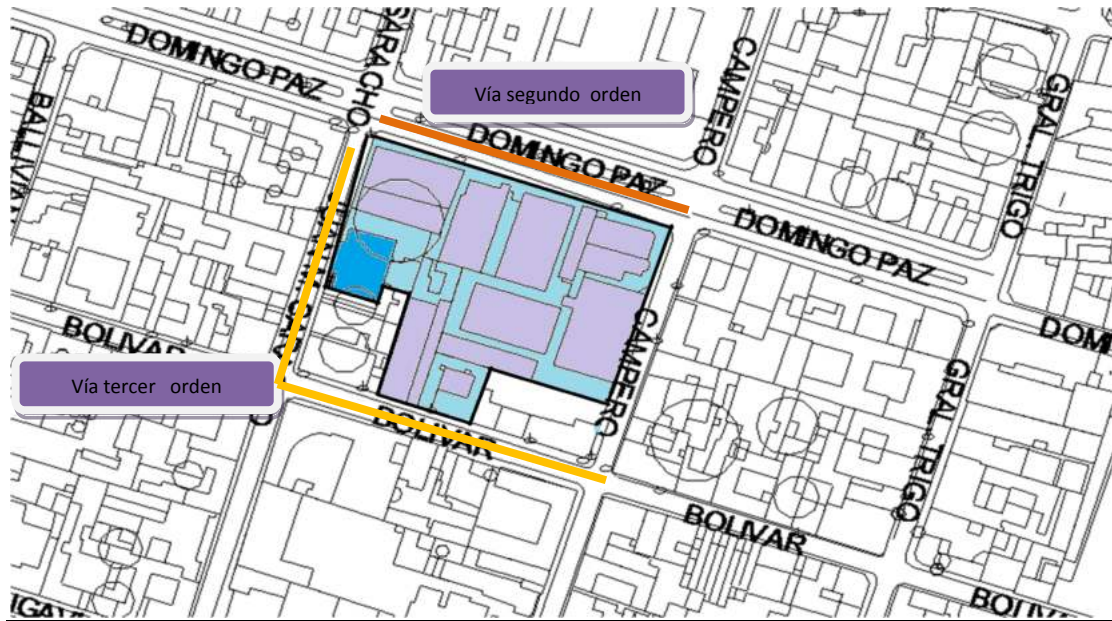 DOMINGO PAZ
SARACHO
CAMPERO
Vía segundo orden
DOMINGO PAZ
GRAL. TRIGO
DOMINGO PAZ
BOLIVAR
CAMPERO
Vía tercer orden
BOLIVAR
GRAL. TRIGO
BOLIVAR